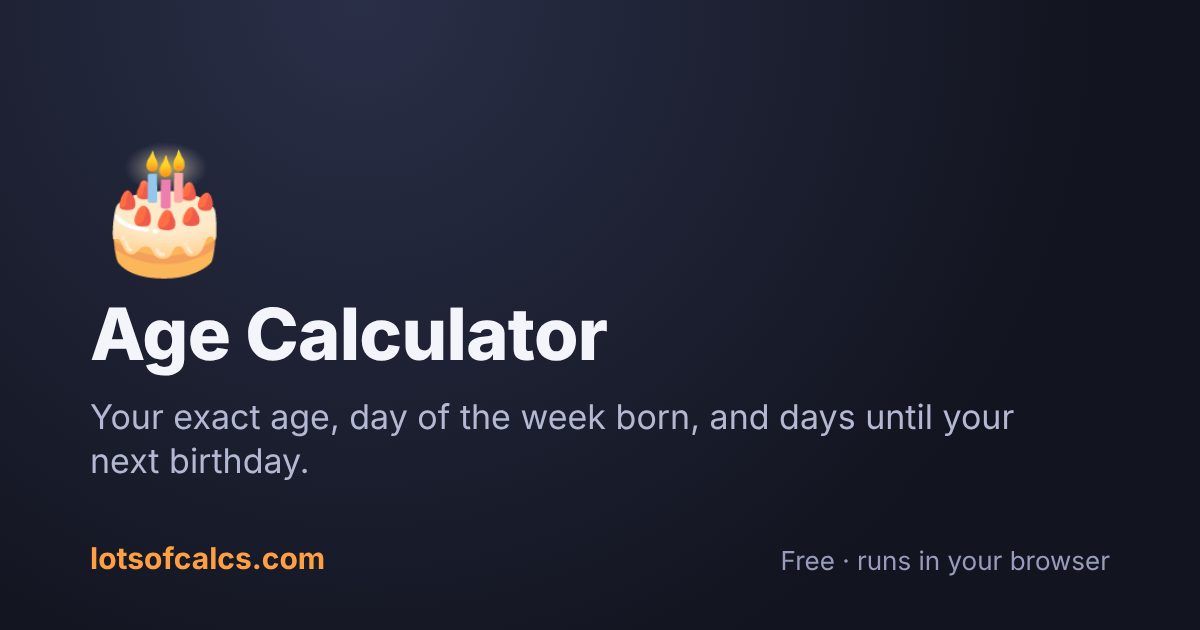 Age Calculator
Your exact age, day of the week born, and days until your
next birthday.
lotsofcalcs.com
Free · runs in your browser